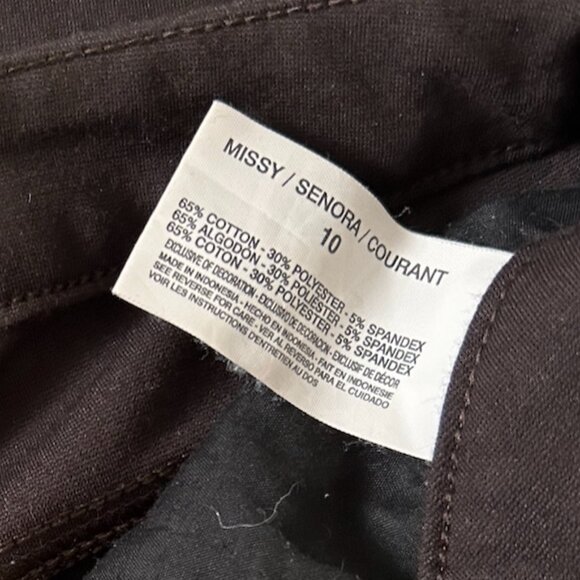 MISSY / SENORA / COURANT
10
65% COTTON - 30% POLYESTER - 5% SPANDEX
65% ALGODON - 30% POLIESTER - 5% SPANDEX
65% COTON - 30% POLYESTER - 5% SPANDEX
EXCLUSIVE OF DECORATION - EXCLUSIVO DE DECORACION - EXCLUSIF DE DÉCOR
MADE IN INDONESIA - HECHO EN INDONESIA - FAIT EN INDONESIE
SEE REVERSE FOR CARE - VER AL REVERSO PARA EL CUIDADO
VOIR LES INSTRUCTIONS D'ENTRETIEN AU DOS